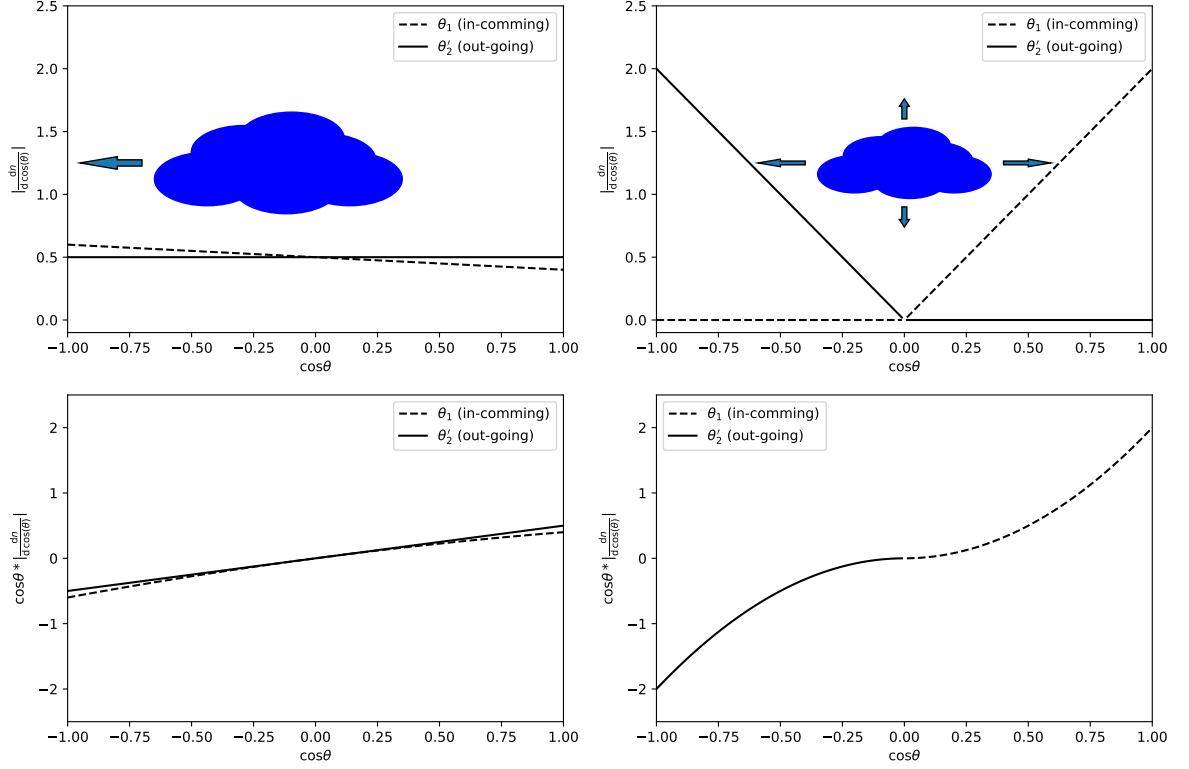 2.5
2.0
1.5
1.0
0.5
0.0
|dn/d cos(θ)|
θ₁ (in-comming)
θ₂′ (out-going)
−1.00 −0.75 −0.50 −0.25 0.00 0.25 0.50 0.75 1.00
cosθ
2.5
2.0
1.5
1.0
0.5
0.0
|dn/d cos(θ)|
θ₁ (in-comming)
θ₂′ (out-going)
−1.00 −0.75 −0.50 −0.25 0.00 0.25 0.50 0.75 1.00
cosθ
2
1
0
−1
−2
cosθ * |dn/d cos(θ)|
θ₁ (in-comming)
θ₂′ (out-going)
−1.00 −0.75 −0.50 −0.25 0.00 0.25 0.50 0.75 1.00
cosθ
2
1
0
−1
−2
cosθ * |dn/d cos(θ)|
θ₁ (in-comming)
θ₂′ (out-going)
−1.00 −0.75 −0.50 −0.25 0.00 0.25 0.50 0.75 1.00
cosθ